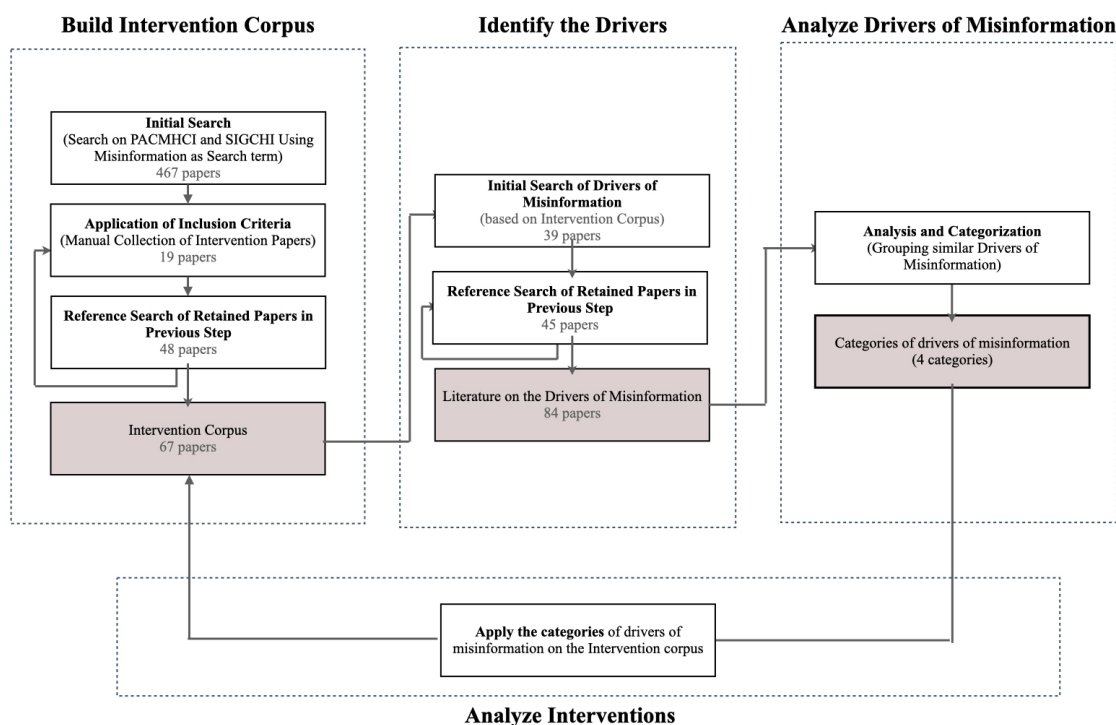 Build Intervention Corpus
Initial Search
(Search on PACMHCI and SIGCHI Using
Misinformation as Search term)
467 papers
Application of Inclusion Criteria
(Manual Collection of Intervention Papers)
19 papers
Reference Search of Retained Papers in
Previous Step
48 papers
Intervention Corpus
67 papers
Identify the Drivers
Initial Search of Drivers of
Misinformation
(based on Intervention Corpus)
39 papers
Reference Search of Retained Papers in
Previous Step
45 papers
Literature on the Drivers of Misinformation
84 papers
Analyze Drivers of Misinformation
Analysis and Categorization
(Grouping similar Drivers of
Misinformation)
Categories of drivers of misinformation
(4 categories)
Apply the categories of drivers of
misinformation on the Intervention corpus
Analyze Interventions